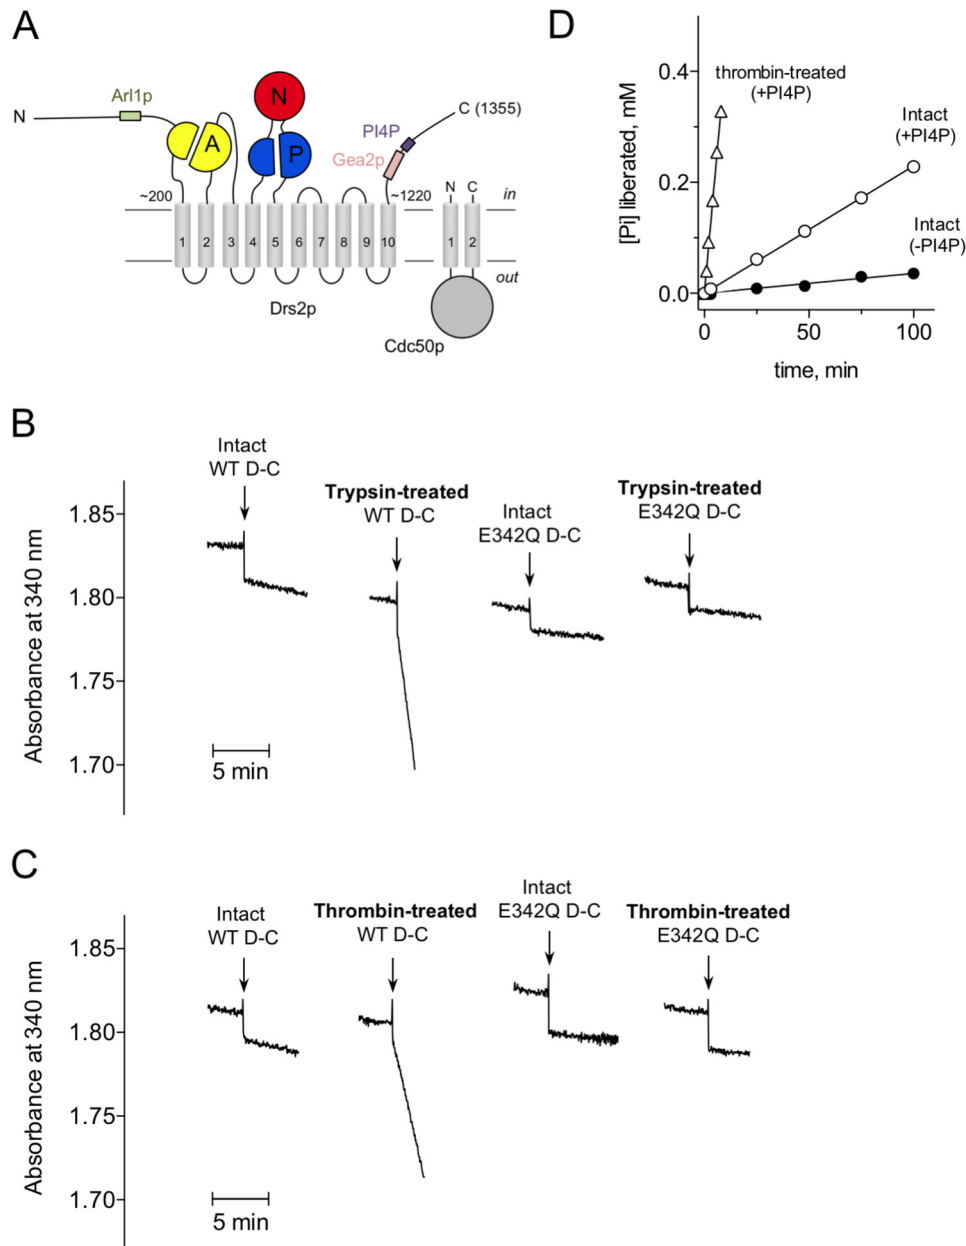 A
N
Arl1p
A
N
P
PI4P
Gea2p
C (1355)
~200
~1220
N
C
in
1
2
3
4
5
6
7
8
9
10
1
2
out
Drs2p
Cdc50p
D
[Pi] liberated, mM
0.4
0.2
0.0
thrombin-treated
(+PI4P)
Intact
(+PI4P)
Intact
(-PI4P)
0
50
100
time, min
B
Absorbance at 340 nm
1.85
1.80
1.75
1.70
Intact
WT D-C
Trypsin-treated
WT D-C
Intact
E342Q D-C
Trypsin-treated
E342Q D-C
5 min
C
Absorbance at 340 nm
1.85
1.80
1.75
1.70
Intact
WT D-C
Thrombin-treated
WT D-C
Intact
E342Q D-C
Thrombin-treated
E342Q D-C
5 min